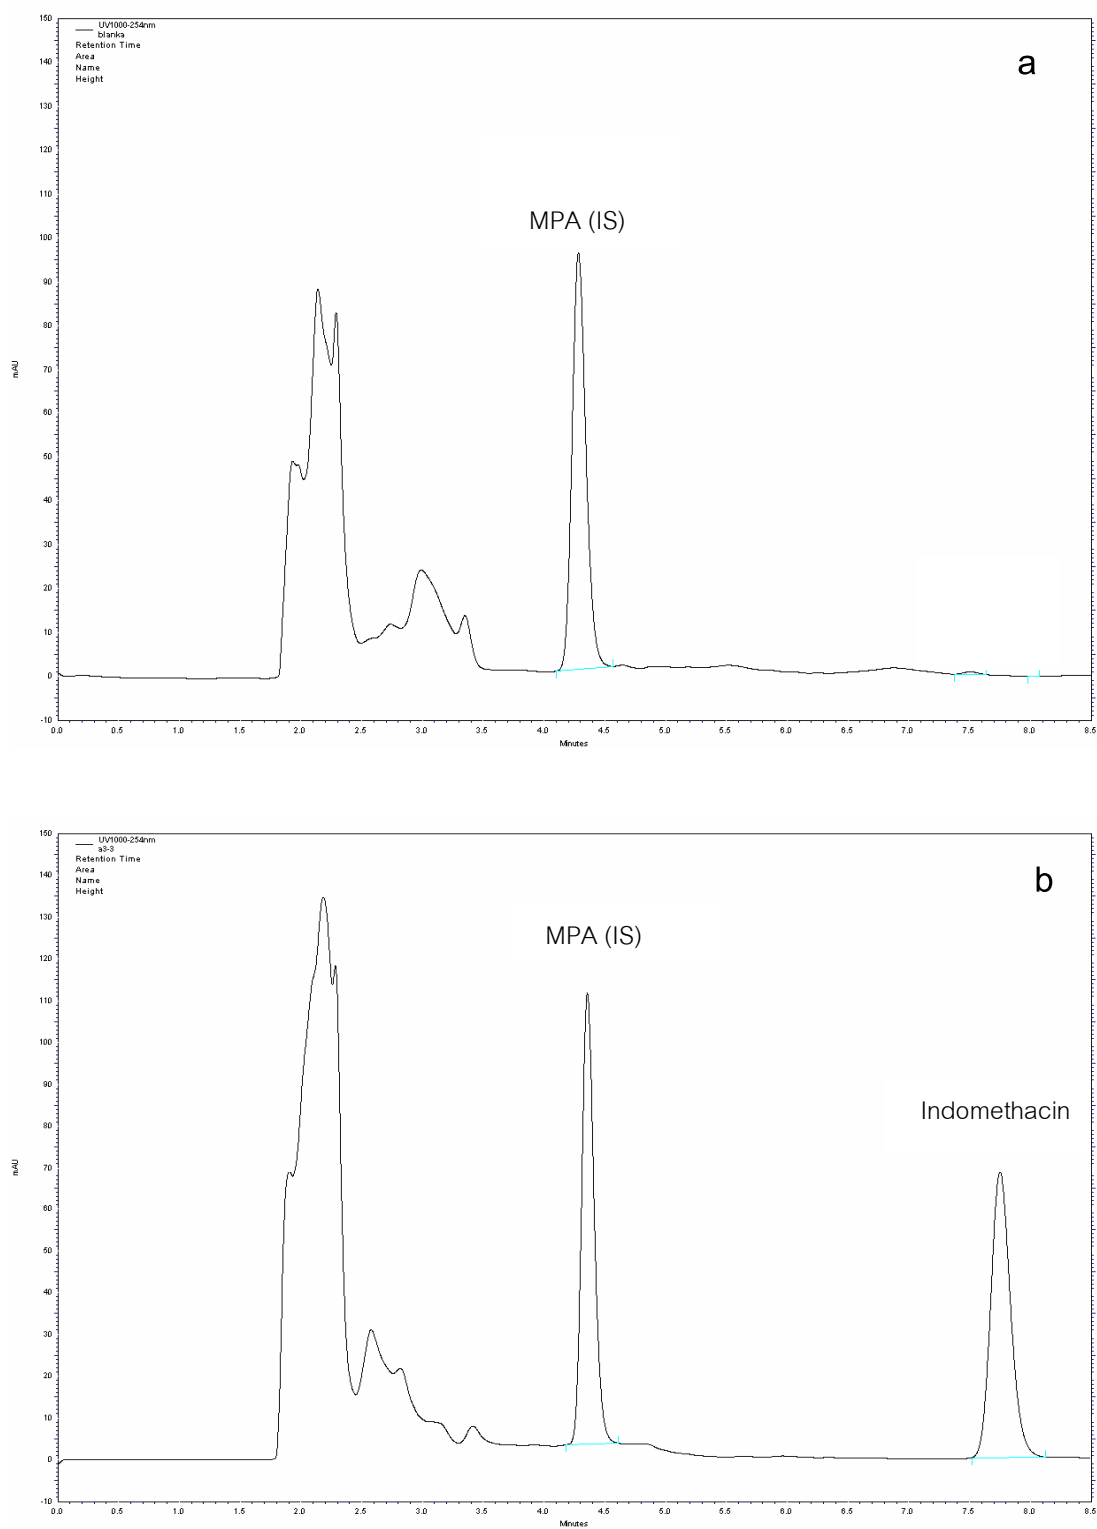 150
UV1000-254nm
blanka
Retention Time
Area
Name
Height
a
140
130
120
110
MPA (IS)
100
90
80
70
mAU
60
50
40
30
20
10
0
-10
0.0 0.5 1.0 1.5 2.0 2.5 3.0 3.5 4.0 4.5 5.0 5.5 6.0 6.5 7.0 7.5 8.0 8.5
Minutes
150
UV1000-254nm
a3-3
Retention Time
Area
Name
Height
b
140
130
MPA (IS)
120
110
100
90
Indomethacin
80
70
mAU
60
50
40
30
20
10
0
-10
0.0 0.5 1.0 1.5 2.0 2.5 3.0 3.5 4.0 4.5 5.0 5.5 6.0 6.5 7.0 7.5 8.0 8.5
Minutes